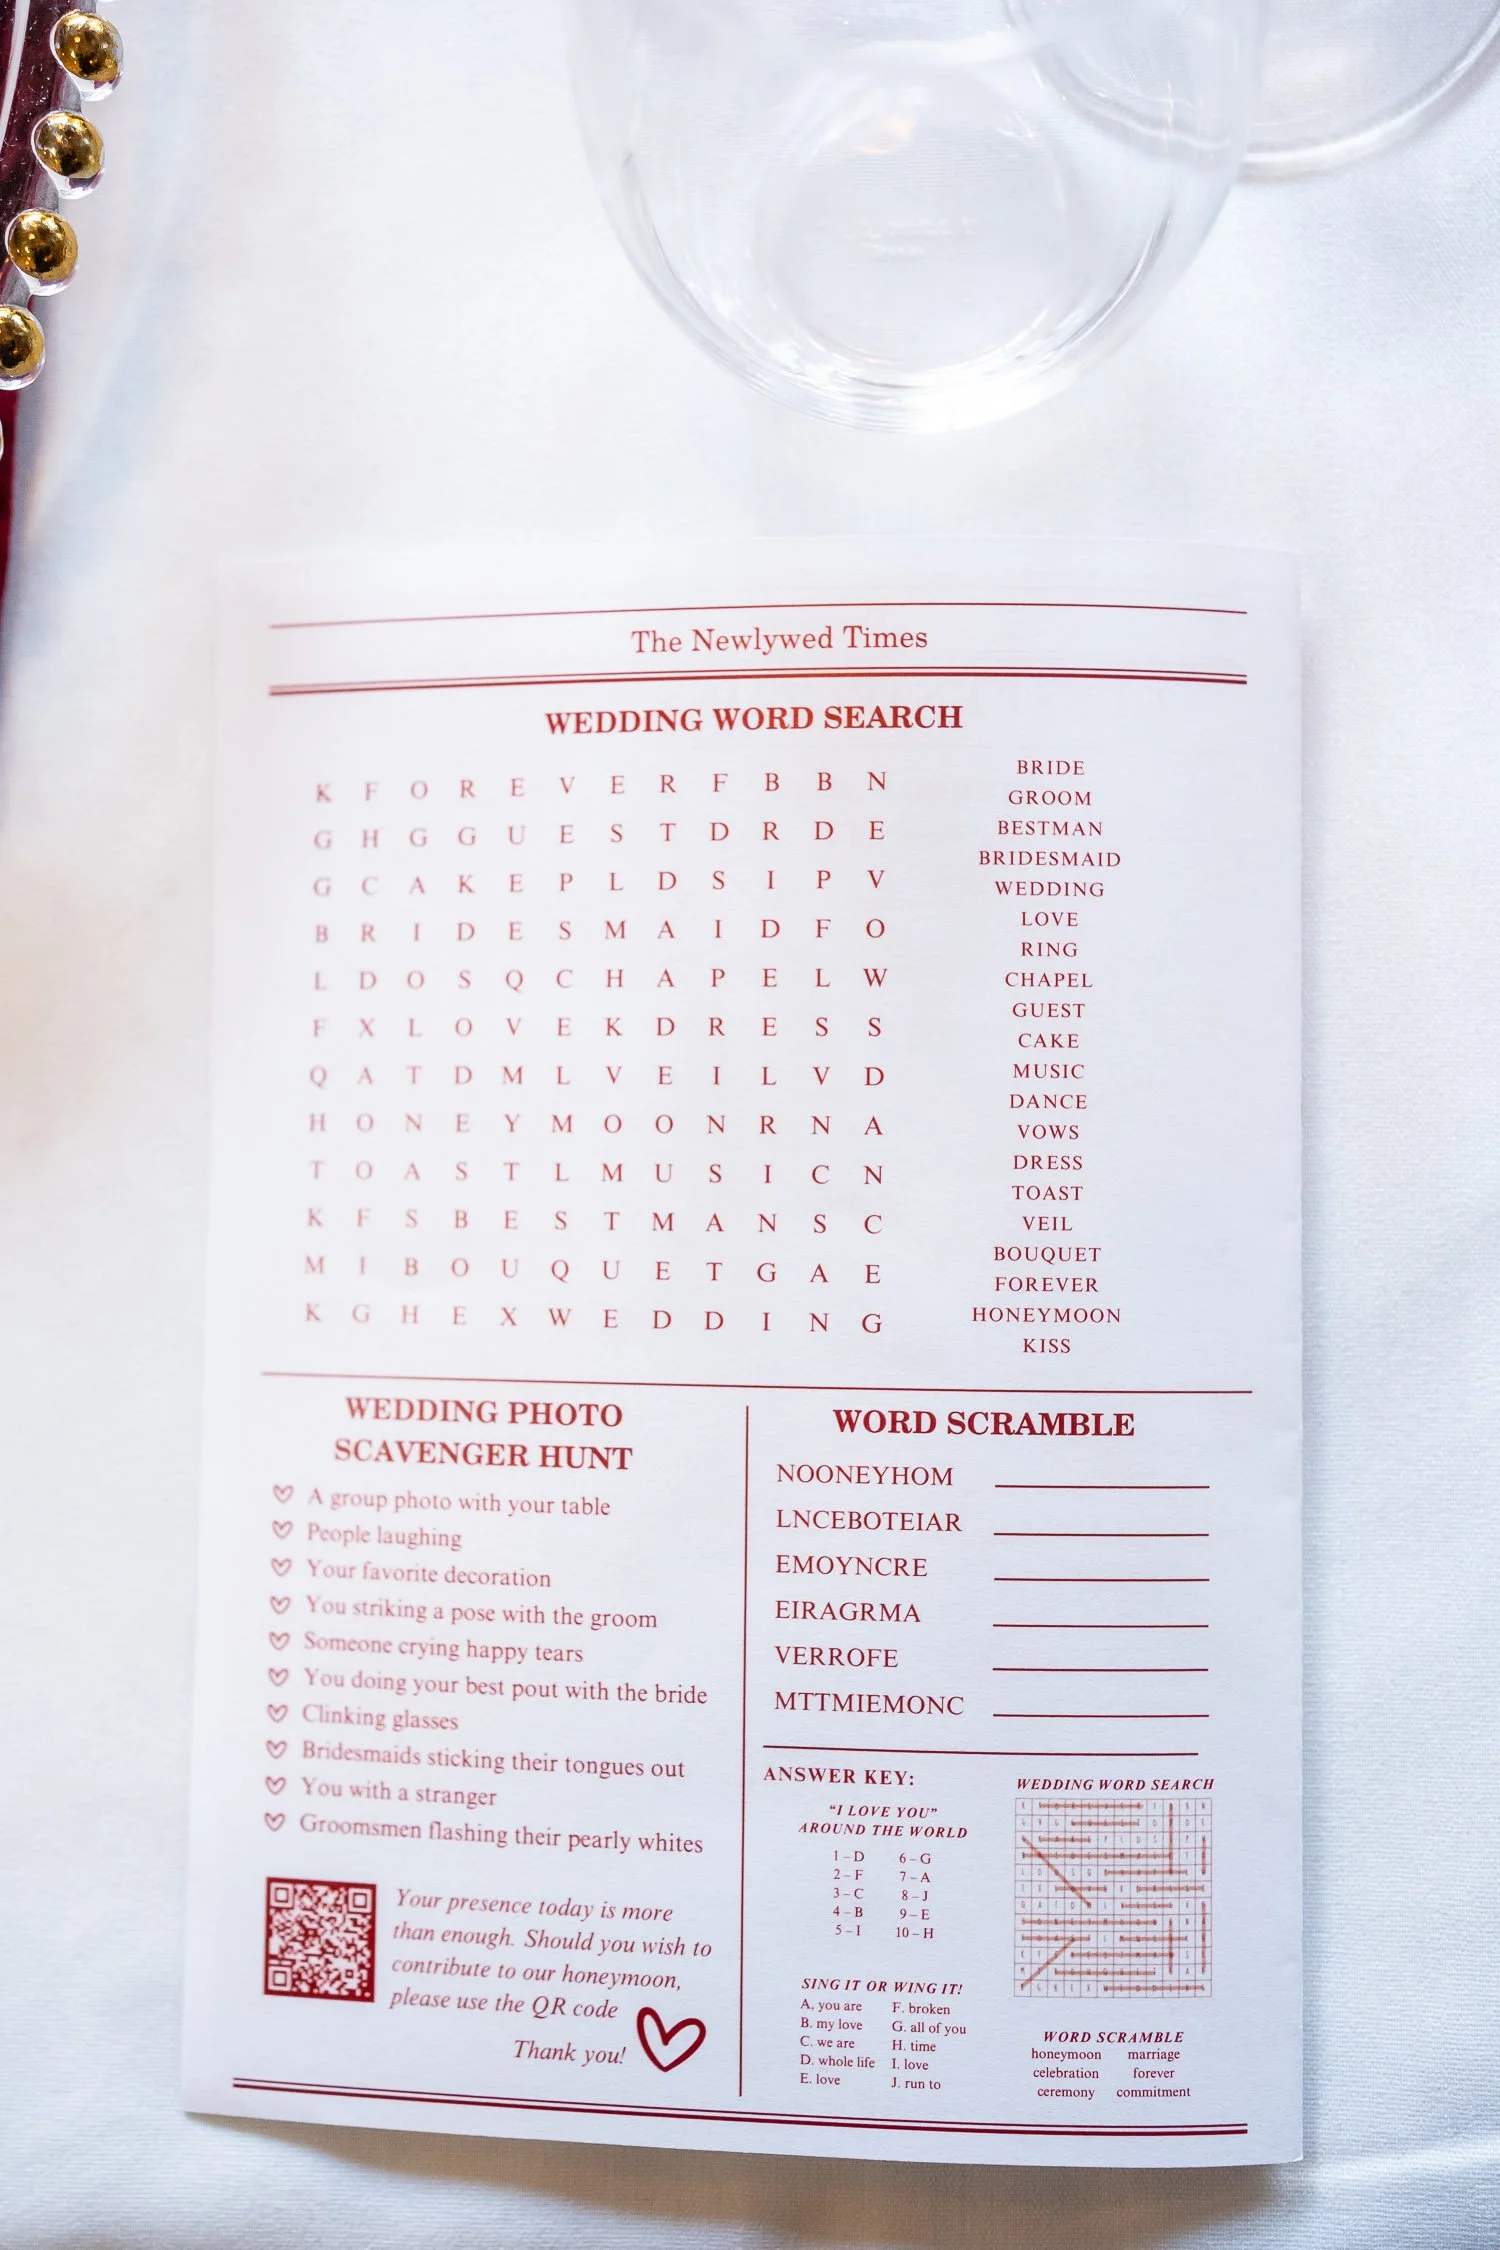 The Newlywed Times
WEDDING WORD SEARCH
K F O R E V E R F B B N
G H G G U E S T D R D E
G C A K E P L D S I P V
B R I D E S M A I D F O
L D O S Q C H A P E L W
F X L O V E K D R E S S
Q A T D M L V E I L V D
H O N E Y M O O N R N A
T O A S T L M U S I C N
K F S B E S T M A N S C
M I B O U Q U E T G A E
K G H E X W E D D I N G
BRIDE
GROOM
BESTMAN
BRIDESMAID
WEDDING
LOVE
RING
CHAPEL
GUEST
CAKE
MUSIC
DANCE
VOWS
DRESS
TOAST
VEIL
BOUQUET
FOREVER
HONEYMOON
KISS
WEDDING PHOTO
SCAVENGER HUNT
A group photo with your table
People laughing
Your favorite decoration
You striking a pose with the groom
Someone crying happy tears
You doing your best pout with the bride
Clinking glasses
Bridesmaids sticking their tongues out
You with a stranger
Groomsmen flashing their pearly whites
Your presence today is more
than enough. Should you wish to
contribute to our honeymoon,
please use the QR code
Thank you!
WORD SCRAMBLE
NOONEYHOM
LNCEBOTEIAR
EMOYNCRE
EIRAGRMA
VERROFE
MTTMIEMONC
ANSWER KEY:
"I LOVE YOU"
AROUND THE WORLD
1 – D 6 – G
2 – F 7 – A
3 – C 8 – J
4 – B 9 – E
5 – I 10 – H
SING IT OR WING IT!
A. you are F. broken
B. my love G. all of you
C. we are H. time
D. whole life I. love
E. love J. run to
WEDDING WORD SEARCH
WORD SCRAMBLE
honeymoon marriage
celebration forever
ceremony commitment